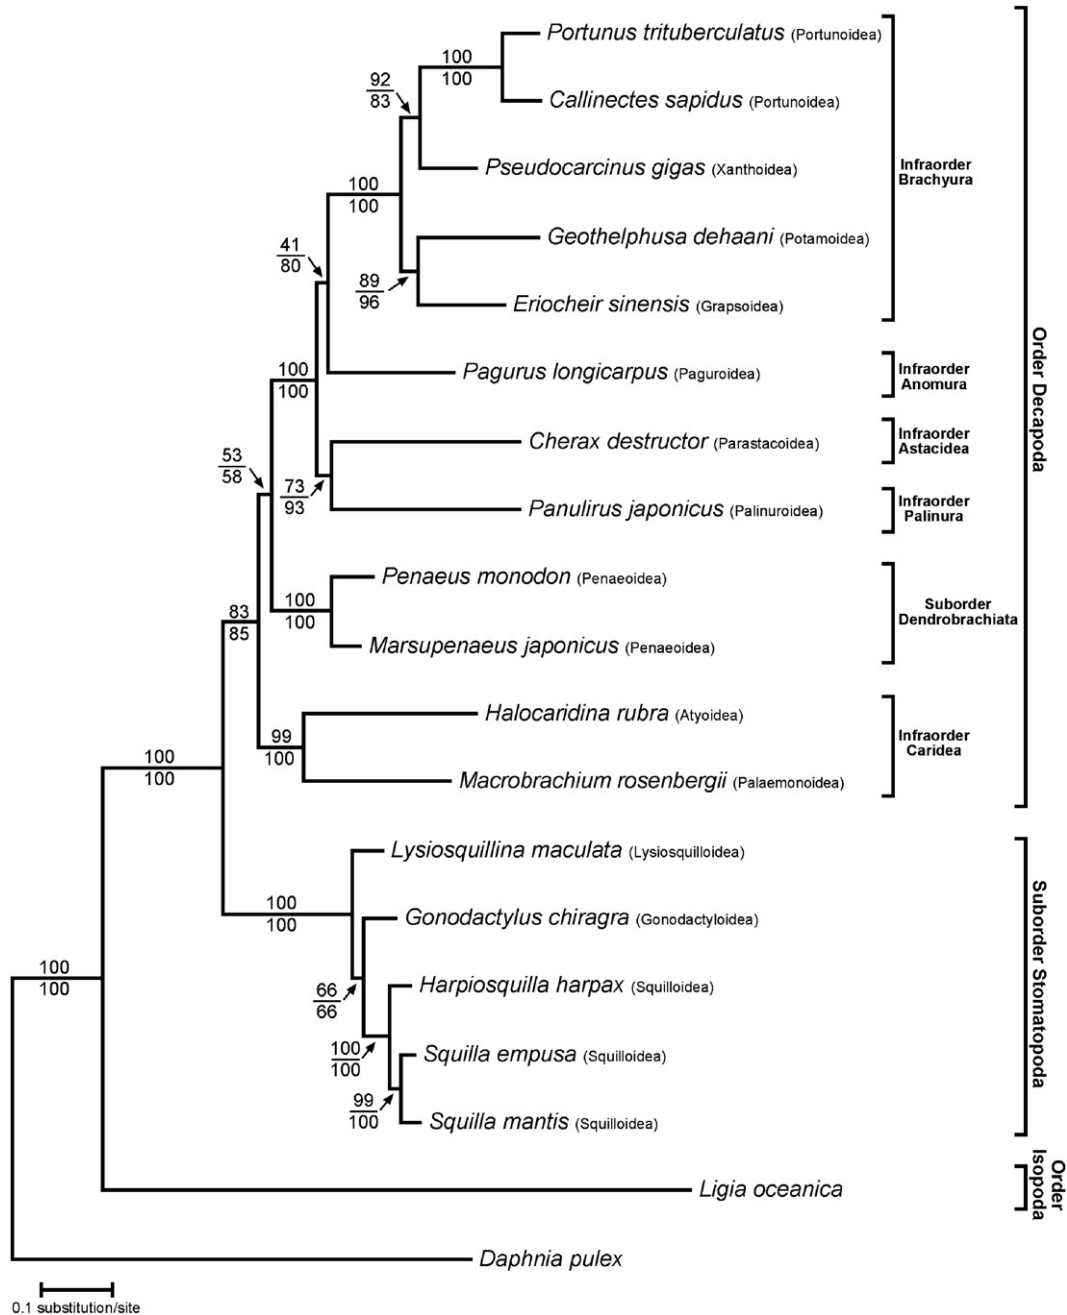 Portunus trituberculatus (Portunoidea)
100
100
92
83
Callinectes sapidus (Portunoidea)
Pseudocarcinus gigas (Xanthoidea)
Infraorder
Brachyura
100
100
Geothelphusa dehaani (Potamoidea)
41
80
89
96
Eriocheir sinensis (Grapsoidea)
Pagurus longicarpus (Paguroidea)
Infraorder
Anomura
100
100
Order Decapoda
Cherax destructor (Parastacoidea)
Infraorder
Astacidea
53
58
73
93
Panulirus japonicus (Palinuroidea)
Infraorder
Palinura
Penaeus monodon (Penaeoidea)
100
100
Suborder
Dendrobrachiata
83
85
Marsupenaeus japonicus (Penaeoidea)
Halocaridina rubra (Atyoidea)
99
100
Infraorder
Caridea
100
100
Macrobrachium rosenbergii (Palaemonoidea)
Lysiosquillina maculata (Lysiosquilloidea)
100
100
Gonodactylus chiragra (Gonodactyloidea)
Suborder Stomatopoda
100
100
66
66
Harpiosquilla harpax (Squilloidea)
100
100
Squilla empusa (Squilloidea)
99
100
Squilla mantis (Squilloidea)
Ligia oceanica
Order
Isopoda
Daphnia pulex
0.1 substitution/site